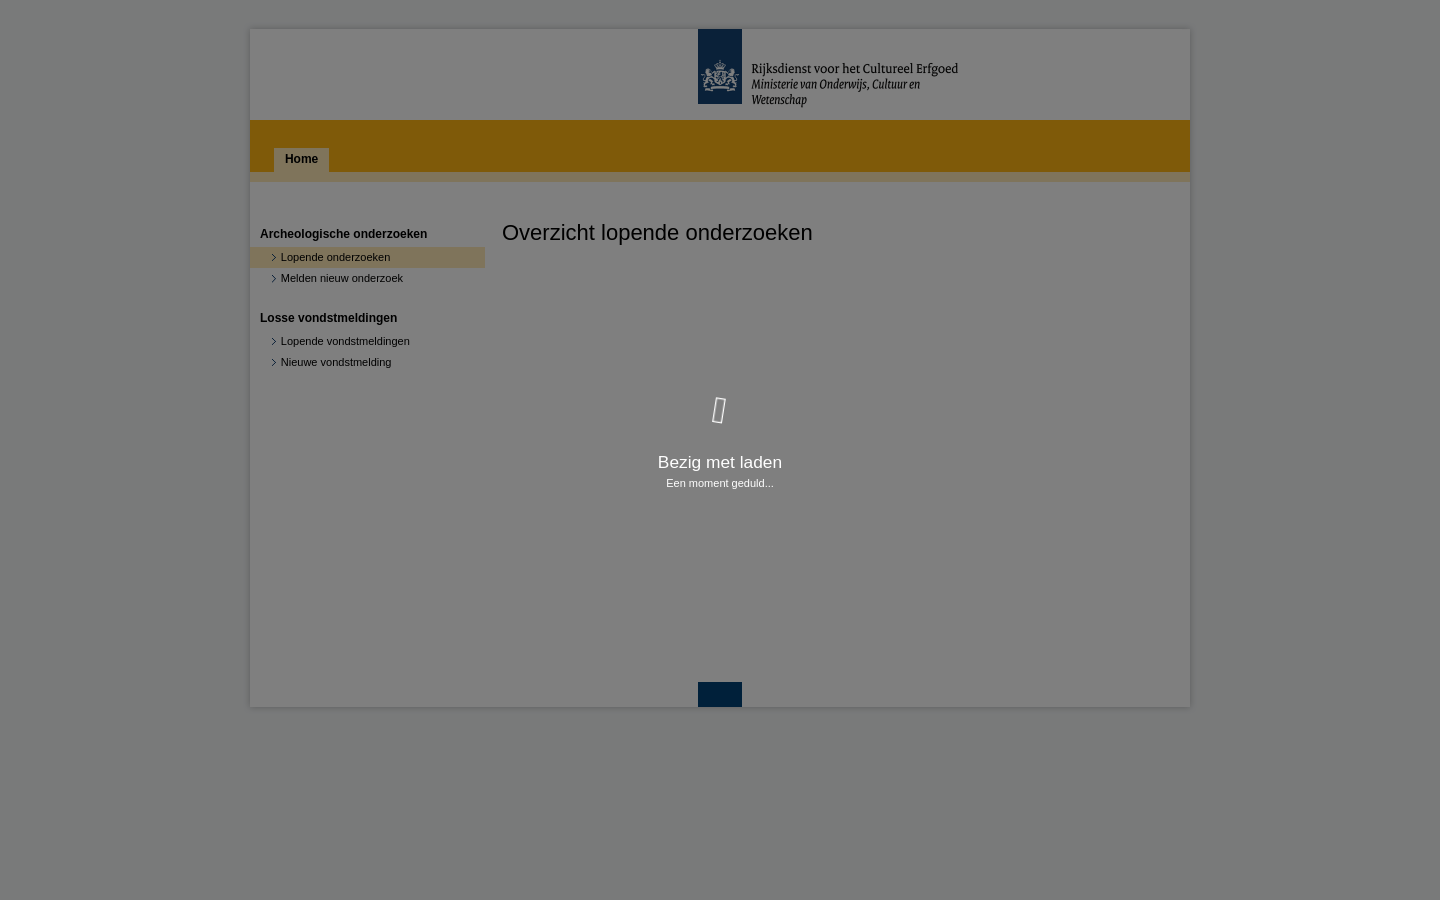 Rijksdienst voor het Cultureel Erfgoed
Ministerie van Onderwijs, Cultuur en
Wetenschap
Home
Archeologische onderzoeken
Lopende onderzoeken
Melden nieuw onderzoek
Losse vondstmeldingen
Lopende vondstmeldingen
Nieuwe vondstmelding
Overzicht lopende onderzoeken
Bezig met laden
Een moment geduld...